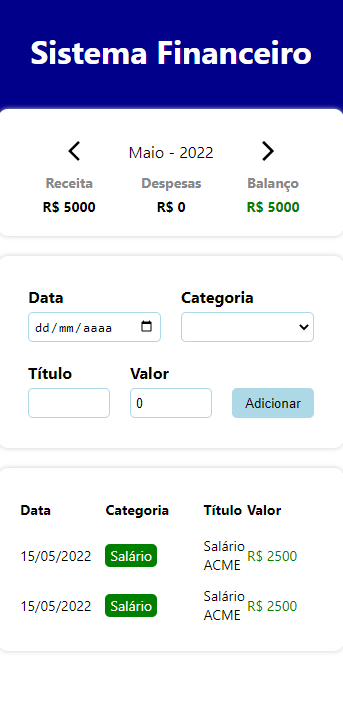 Sistema Financeiro
Maio - 2022
Receita Despesas Balanço
R$ 5000 R$ 0 R$ 5000
Data Categoria
dd/mm/aaaa
Título Valor
0 Adicionar
Data Categoria Título Valor
15/05/2022 Salário Salário ACME R$ 2500
15/05/2022 Salário Salário ACME R$ 2500